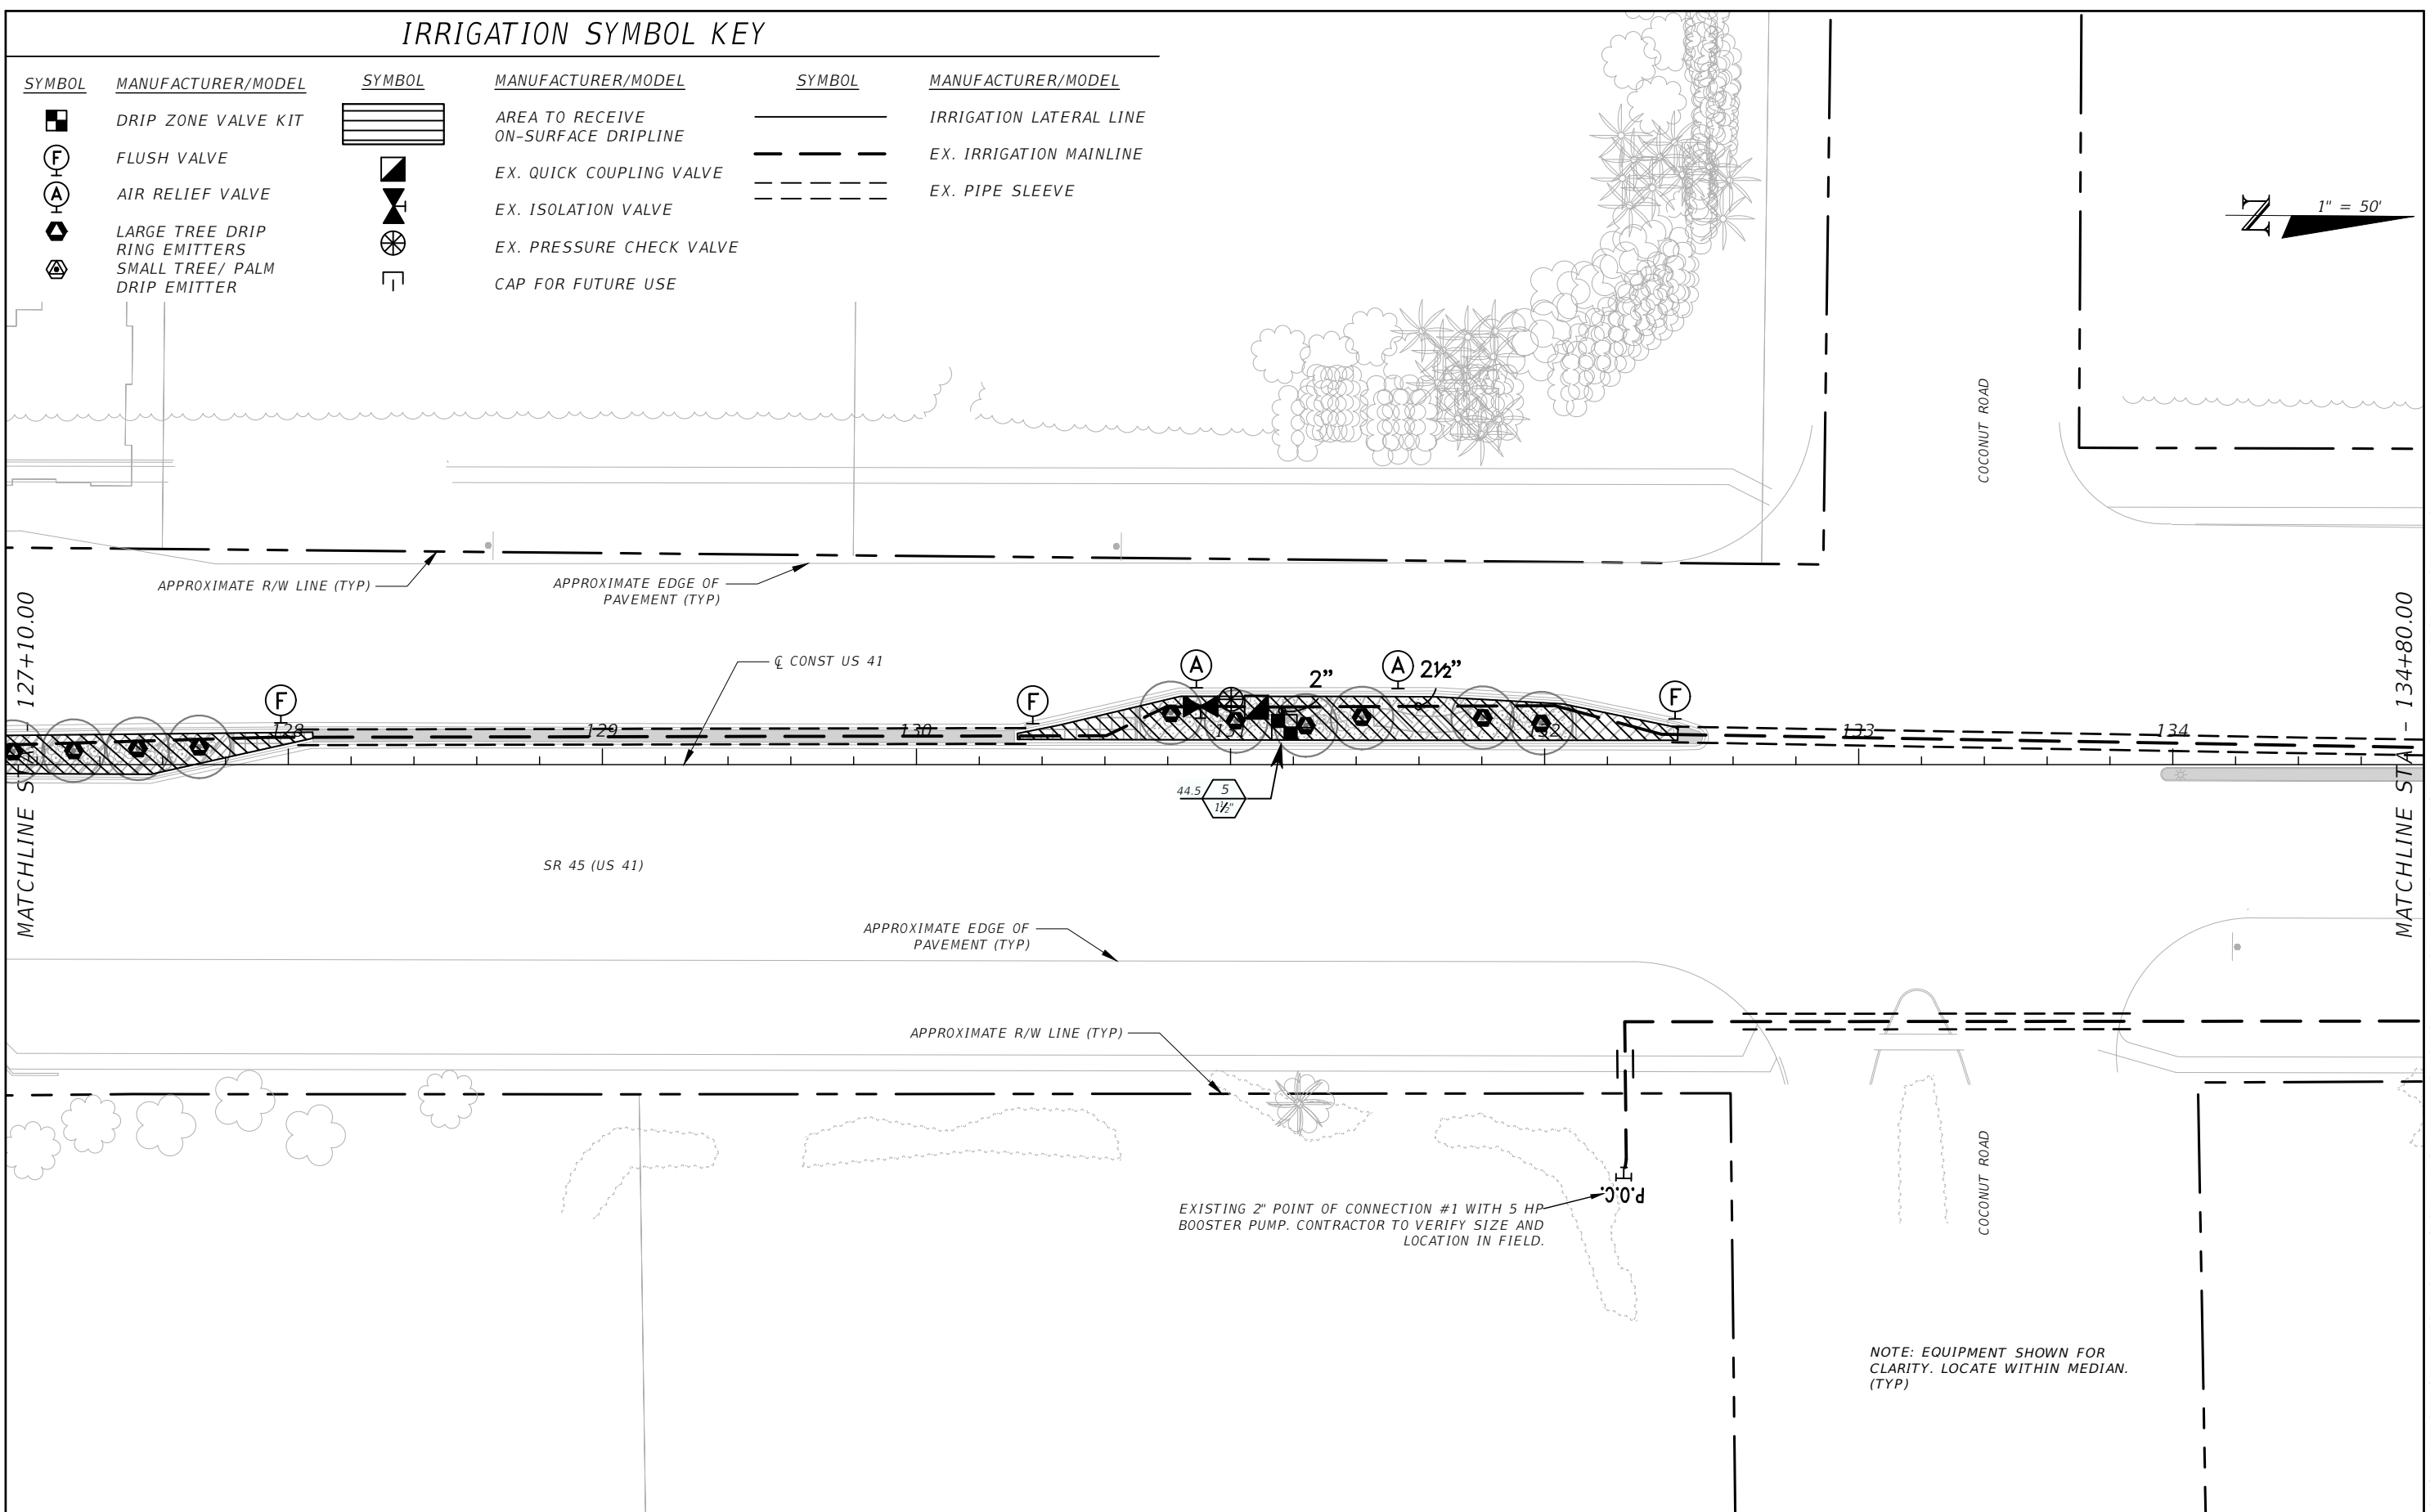 IRRIGATION SYMBOL KEY
SYMBOL MANUFACTURER/MODEL
DRIP ZONE VALVE KIT
F FLUSH VALVE
A AIR RELIEF VALVE
LARGE TREE DRIP
RING EMITTERS
SMALL TREE/ PALM
DRIP EMITTER
SYMBOL MANUFACTURER/MODEL
AREA TO RECEIVE
ON-SURFACE DRIPLINE
EX. QUICK COUPLING VALVE
EX. ISOLATION VALVE
EX. PRESSURE CHECK VALVE
CAP FOR FUTURE USE
SYMBOL MANUFACTURER/MODEL
IRRIGATION LATERAL LINE
EX. IRRIGATION MAINLINE
EX. PIPE SLEEVE
N
1" = 50'
COCONUT ROAD
APPROXIMATE R/W LINE (TYP)
APPROXIMATE EDGE OF
PAVEMENT (TYP)
MATCHLINE STA - 127+10.00
℄ CONST US 41
F
F
A
2"
A
2½"
F
128
129
130
131
132
133
134
44.5
5
1½"
MATCHLINE STA - 134+80.00
SR 45 (US 41)
APPROXIMATE EDGE OF
PAVEMENT (TYP)
APPROXIMATE R/W LINE (TYP)
P.O.C.
EXISTING 2" POINT OF CONNECTION #1 WITH 5 HP
BOOSTER PUMP. CONTRACTOR TO VERIFY SIZE AND
LOCATION IN FIELD.
COCONUT ROAD
NOTE: EQUIPMENT SHOWN FOR
CLARITY. LOCATE WITHIN MEDIAN.
(TYP)